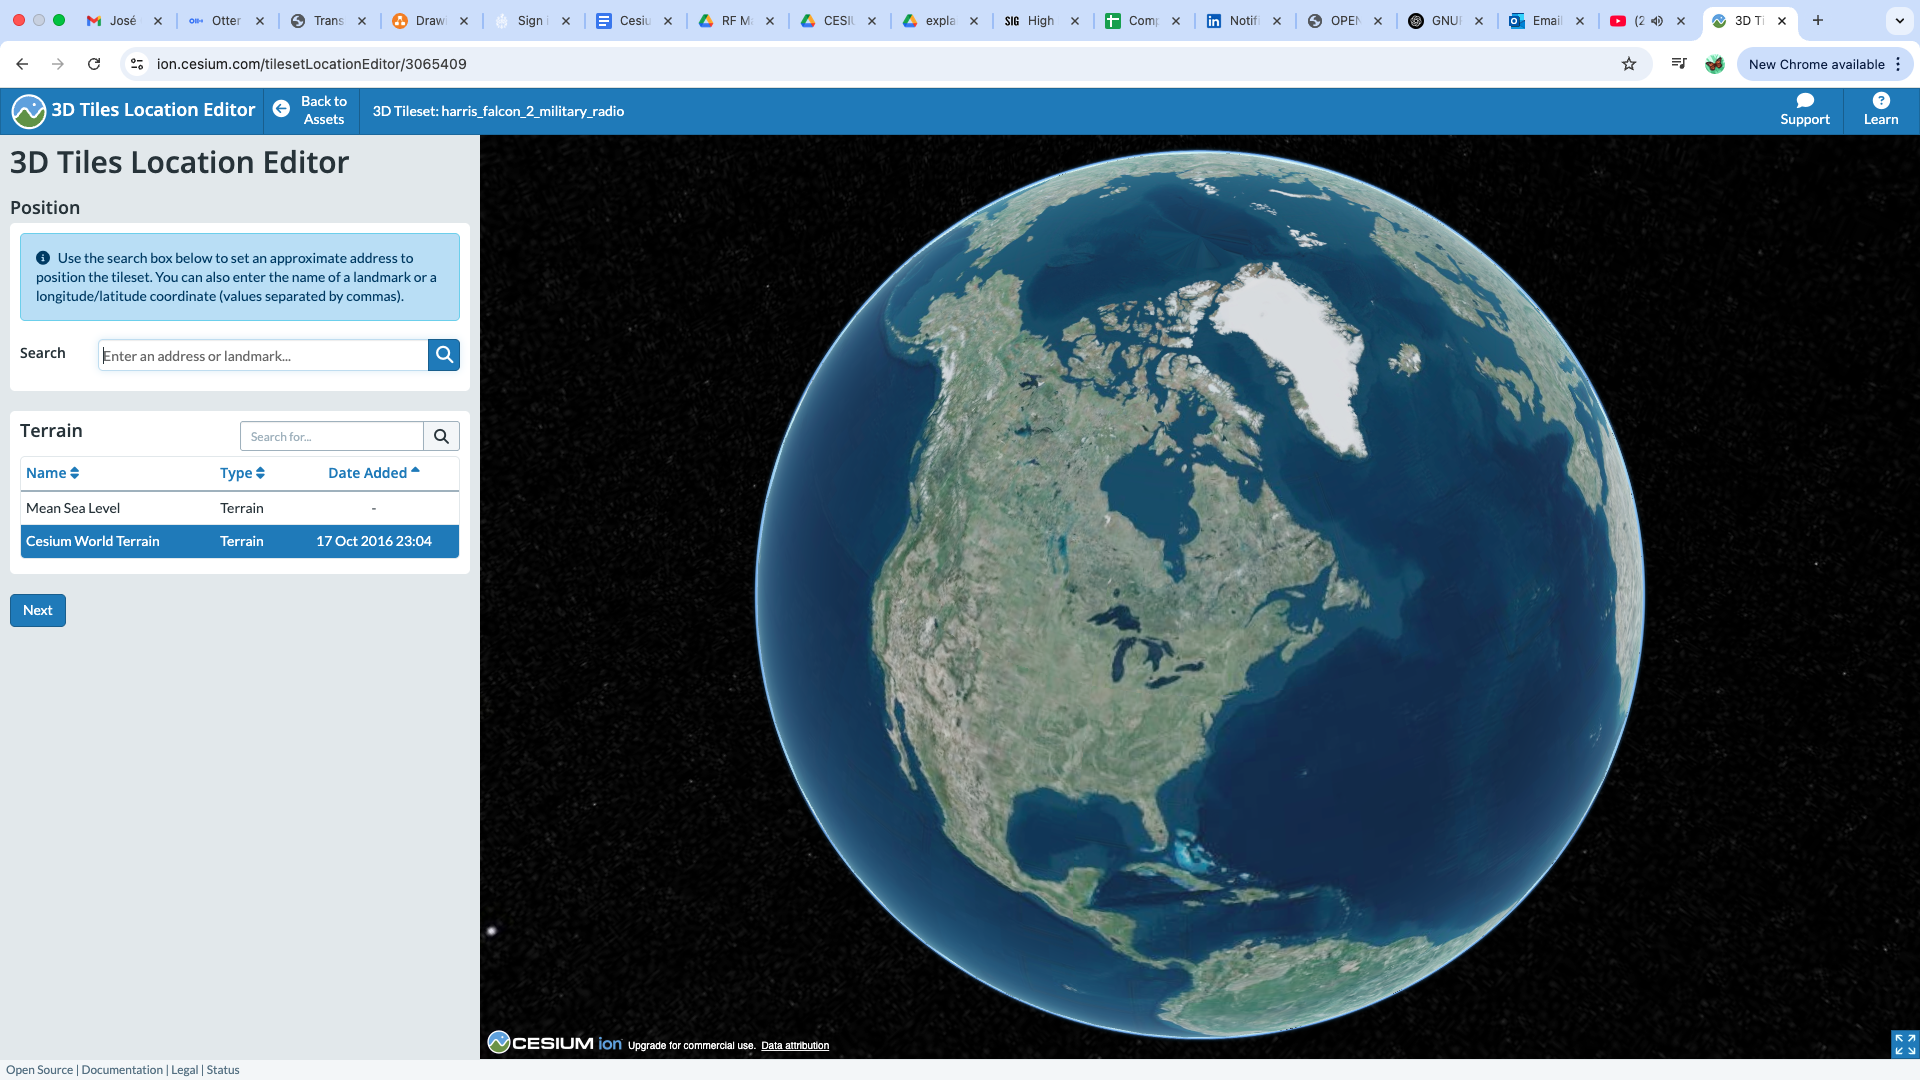 José
Otter
Trans
Drawi
Sign i
Cesiu
RF M
CESIU
expla
SIG High
Comp
Notifi
OPEN
GNU
Email
(2
3D Ti
ion.cesium.com/tilesetLocationEditor/3065409
New Chrome available
3D Tiles Location Editor
Back to
Assets
3D Tileset: harris_falcon_2_military_radio
Support
Learn
3D Tiles Location Editor
Position
Use the search box below to set an approximate address to
position the tileset. You can also enter the name of a landmark or a
longitude/latitude coordinate (values separated by commas).
Search
Enter an address or landmark...
Terrain
Search for...
Name Type Date Added
Mean Sea Level Terrain -
Cesium World Terrain Terrain 17 Oct 2016 23:04
Next
CESIUM ion Upgrade for commercial use. Data attribution
Open Source | Documentation | Legal | Status